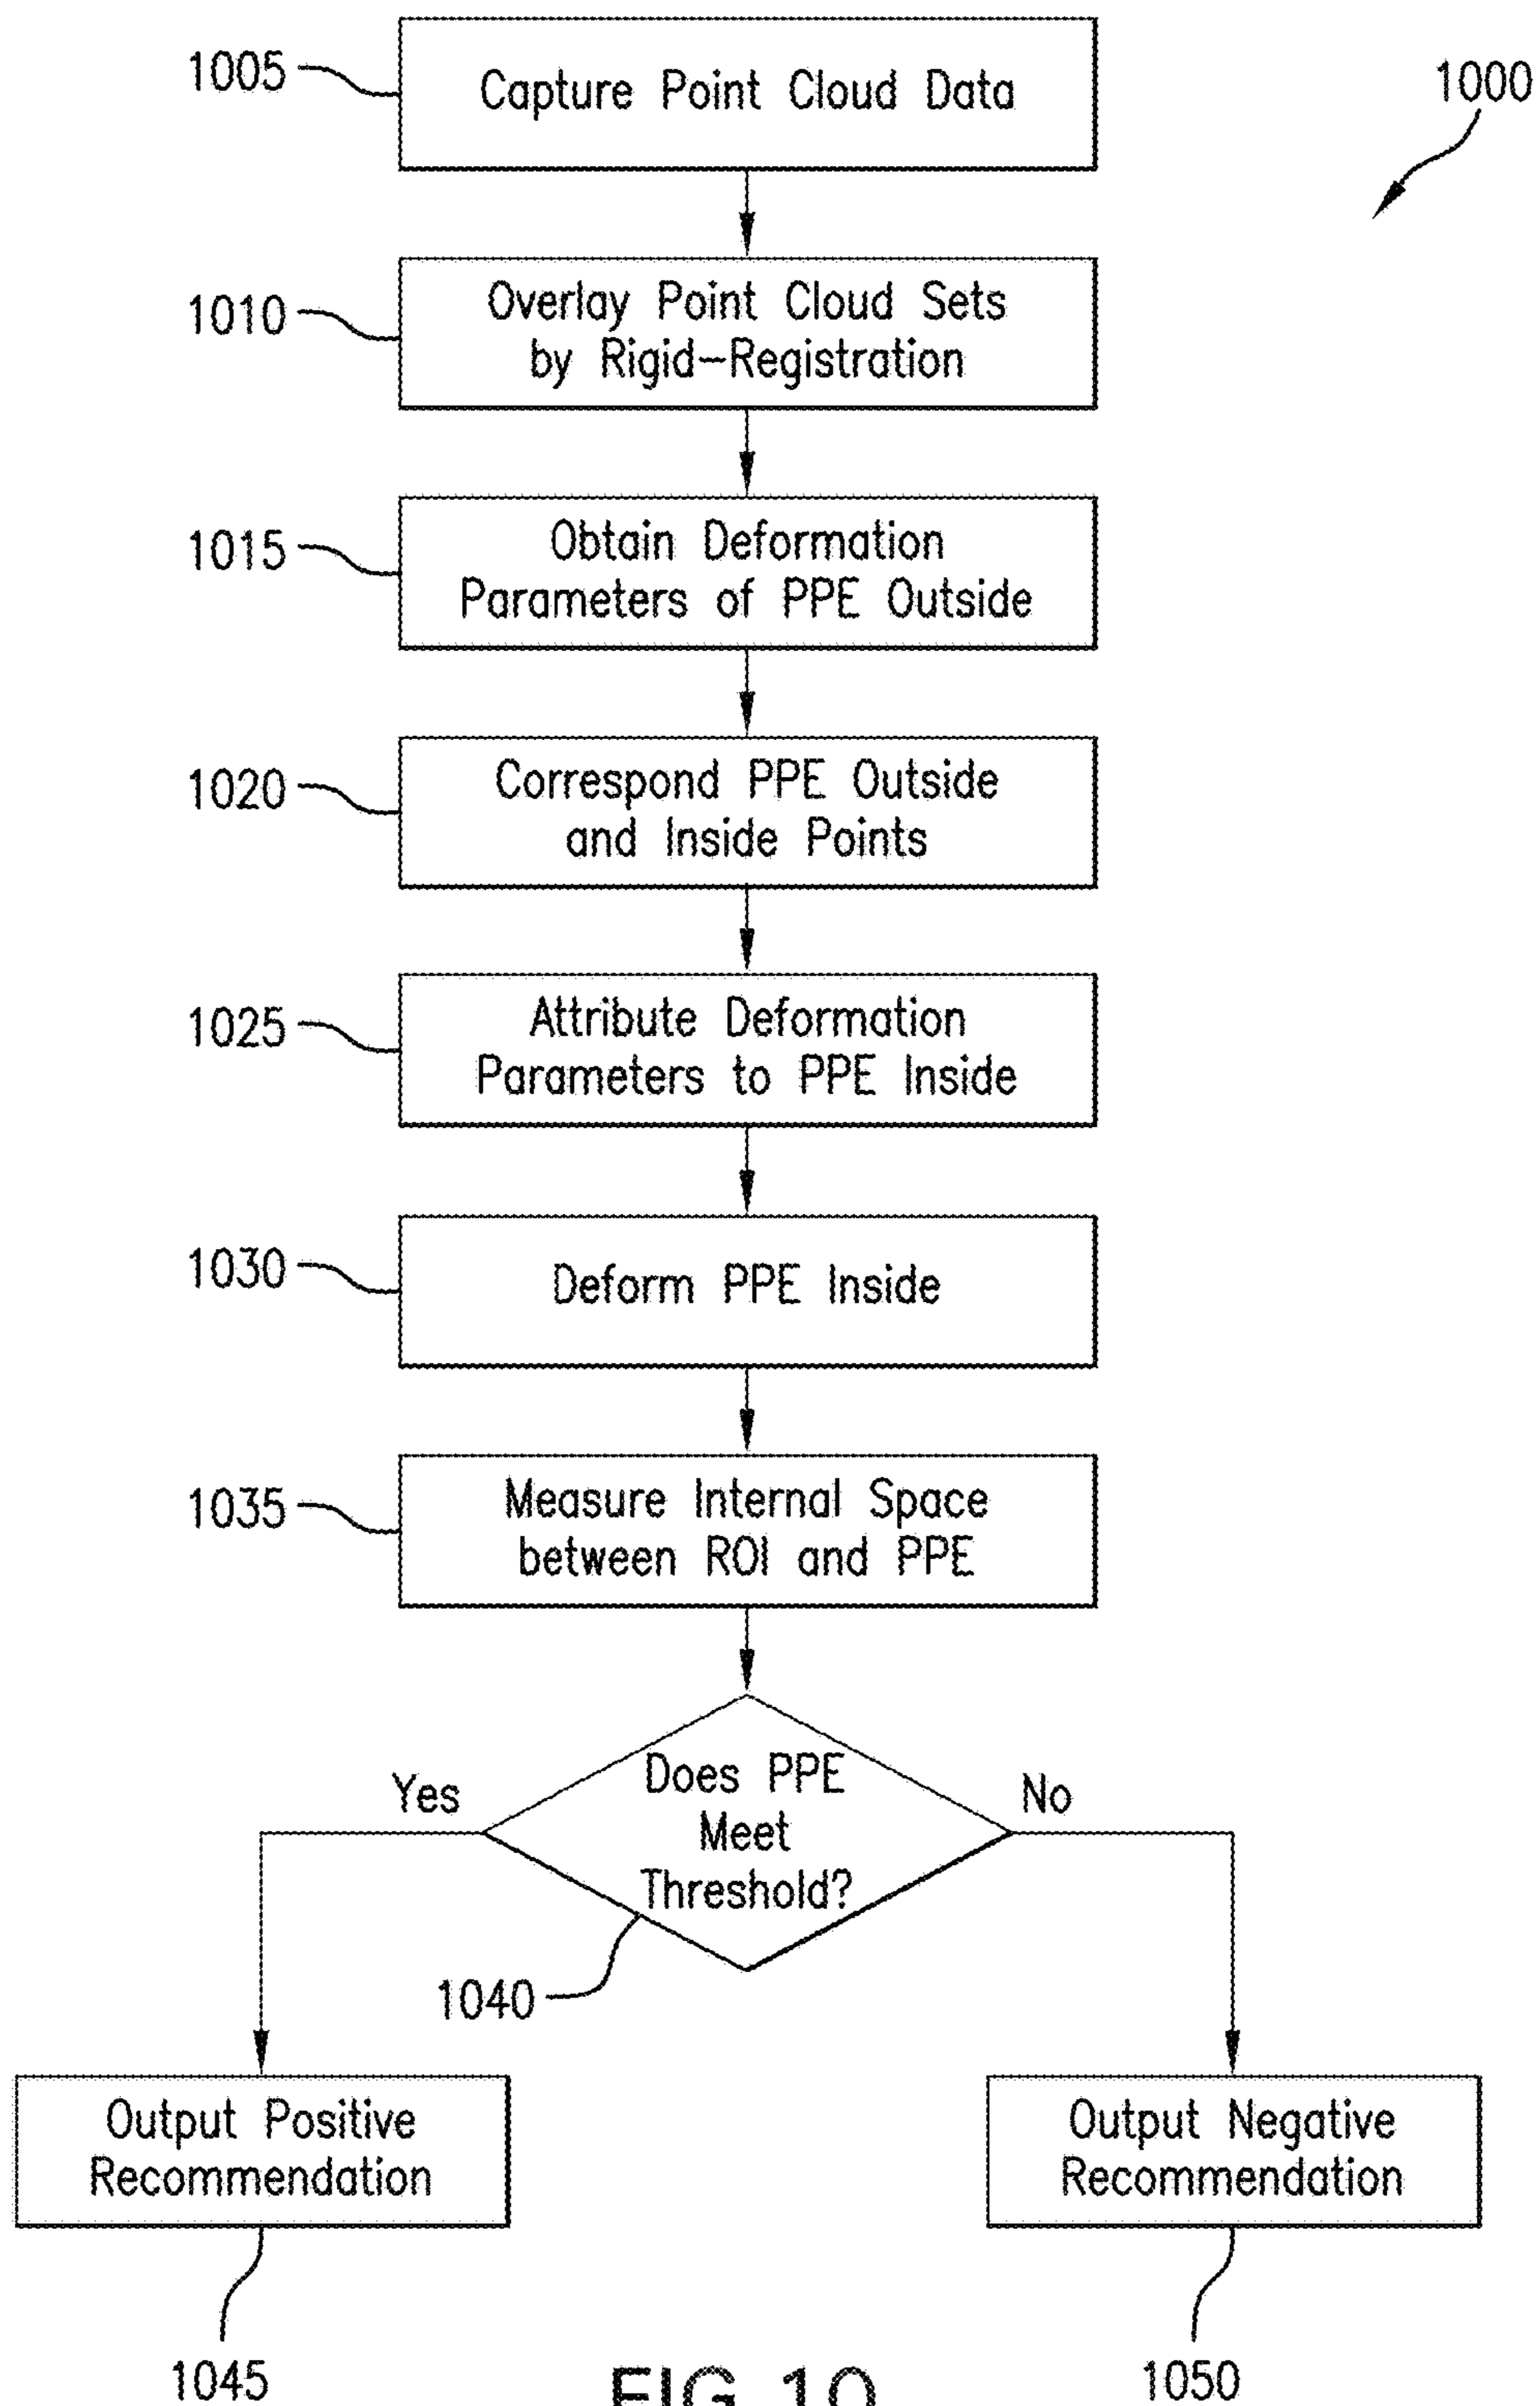 1000
1005
Capture Point Cloud Data
1010
Overlay Point Cloud Sets
by Rigid-Registration
1015
Obtain Deformation
Parameters of PPE Outside
1020
Correspond PPE Outside
and Inside Points
1025
Attribute Deformation
Parameters to PPE Inside
1030
Deform PPE Inside
1035
Measure Internal Space
between ROI and PPE
Does PPE
Meet
Threshold?
Yes
No
1040
Output Positive
Recommendation
Output Negative
Recommendation
1045
1050
FIG. 10